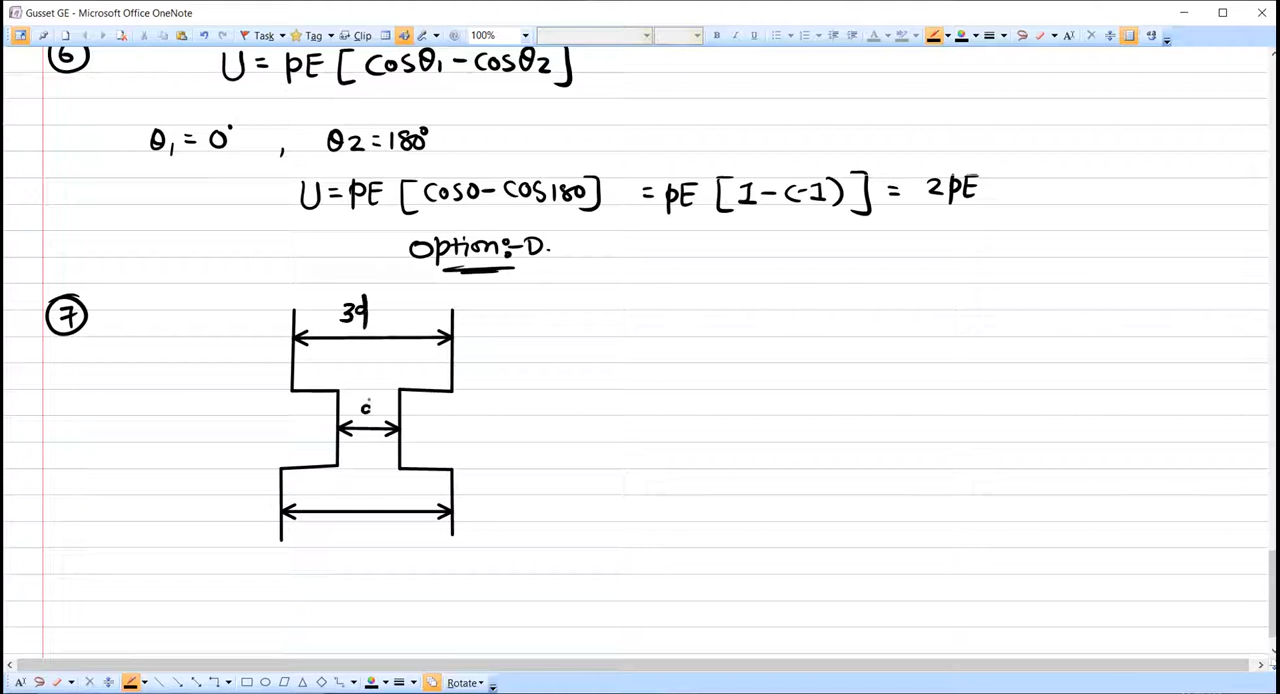 Gusset GE - Microsoft Office OneNote
Task Tag Clip 100% B I U
6
U = pE [cosθ1 - cosθ2]
θ1 = 0° , θ2 = 180°
U = pE [cos0 - cos180] = pE [1 - (-1)] = 2pE
Option:- D.
7
3d
Rotate